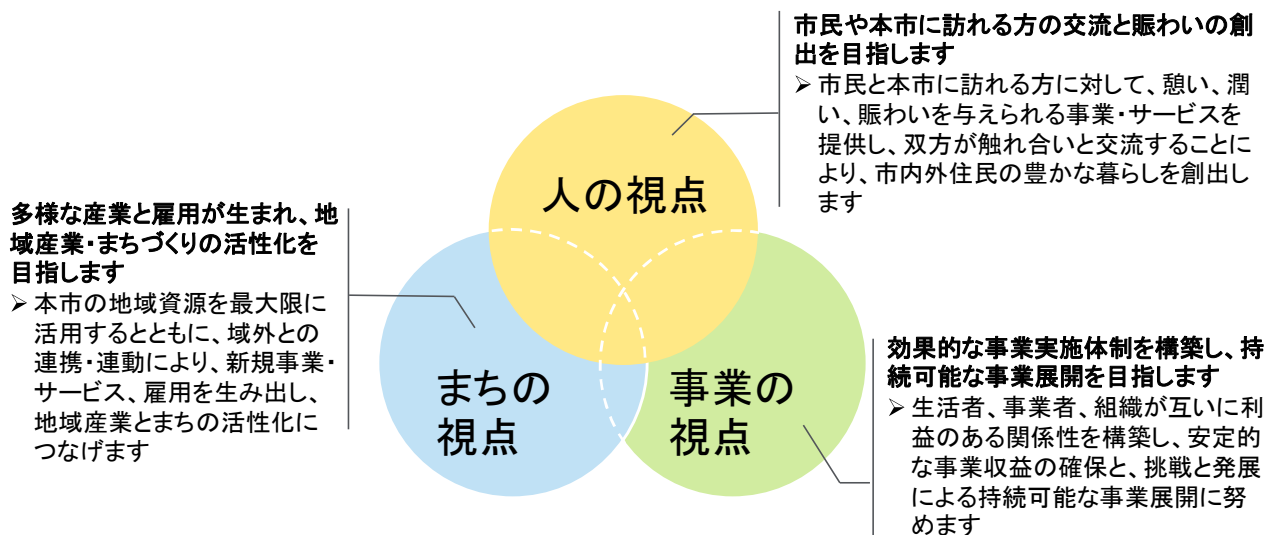 市民や本市に訪れる方の交流と賑わいの創
出を目指します
➢ 市民と本市に訪れる方に対して、憩い、潤
い、賑わいを与えられる事業・サービスを
提供し、双方が触れ合いと交流することに
より、市内外住民の豊かな暮らしを創出し
ます
人の視点
多様な産業と雇用が生まれ、地
域産業・まちづくりの活性化を
目指します
➢ 本市の地域資源を最大限に
活用するとともに、域外との
連携・連動により、新規事業・
サービス、雇用を生み出し、
地域産業とまちの活性化に
つなげます
まちの
視点
事業の
視点
効果的な事業実施体制を構築し、持
続可能な事業展開を目指します
➢ 生活者、事業者、組織が互いに利
益のある関係性を構築し、安定的
な事業収益の確保と、挑戦と発展
による持続可能な事業展開に努
めます